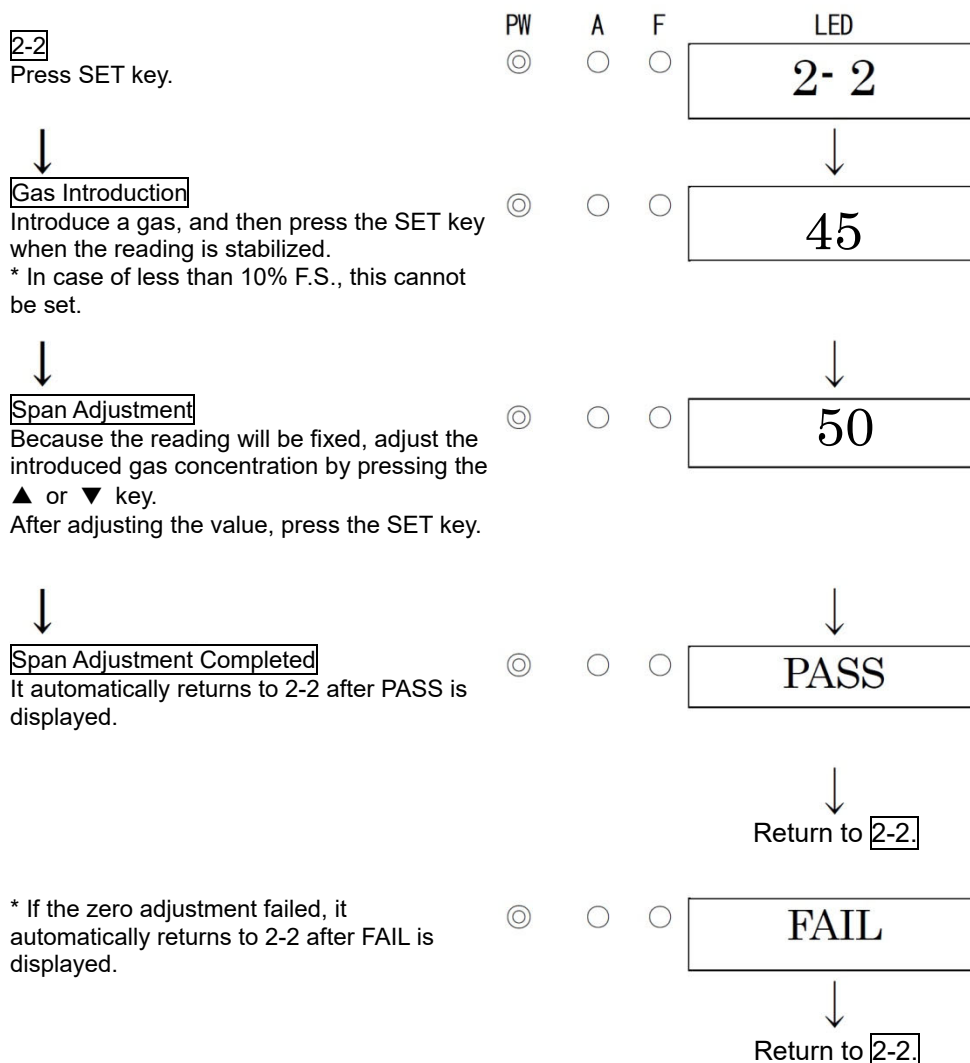 PW A F LED
2-2
Press SET key.
2- 2
↓ ↓
Gas Introduction
Introduce a gas, and then press the SET key
when the reading is stabilized.
* In case of less than 10% F.S., this cannot
be set.
45
↓ ↓
Span Adjustment
Because the reading will be fixed, adjust the
introduced gas concentration by pressing the
▲ or ▼ key.
After adjusting the value, press the SET key.
50
↓ ↓
Span Adjustment Completed
It automatically returns to 2-2 after PASS is
displayed.
PASS
↓
Return to 2-2.
* If the zero adjustment failed, it
automatically returns to 2-2 after FAIL is
displayed.
FAIL
↓
Return to 2-2.